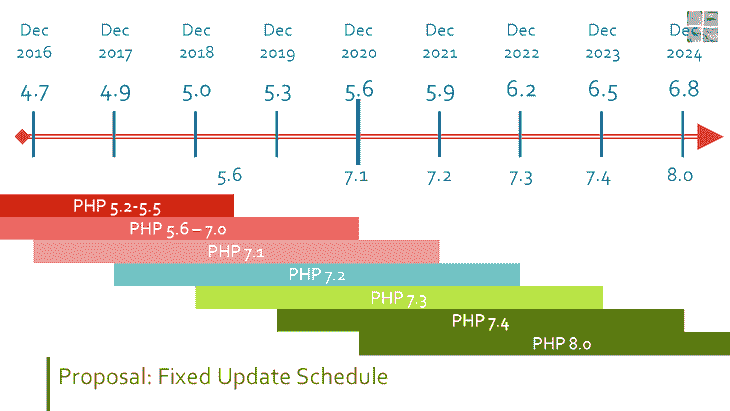 Dec Dec Dec Dec Dec Dec Dec Dec Dec
2016 2017 2018 2019 2020 2021 2022 2023 2024
4.7 4.9 5.0 5.3 5.6 5.9 6.2 6.5 6.8
5.6 7.1 7.2 7.3 7.4 8.0
PHP 5.2-5.5
PHP 5.6 – 7.0
PHP 7.1
PHP 7.2
PHP 7.3
PHP 7.4
PHP 8.0
Proposal: Fixed Update Schedule